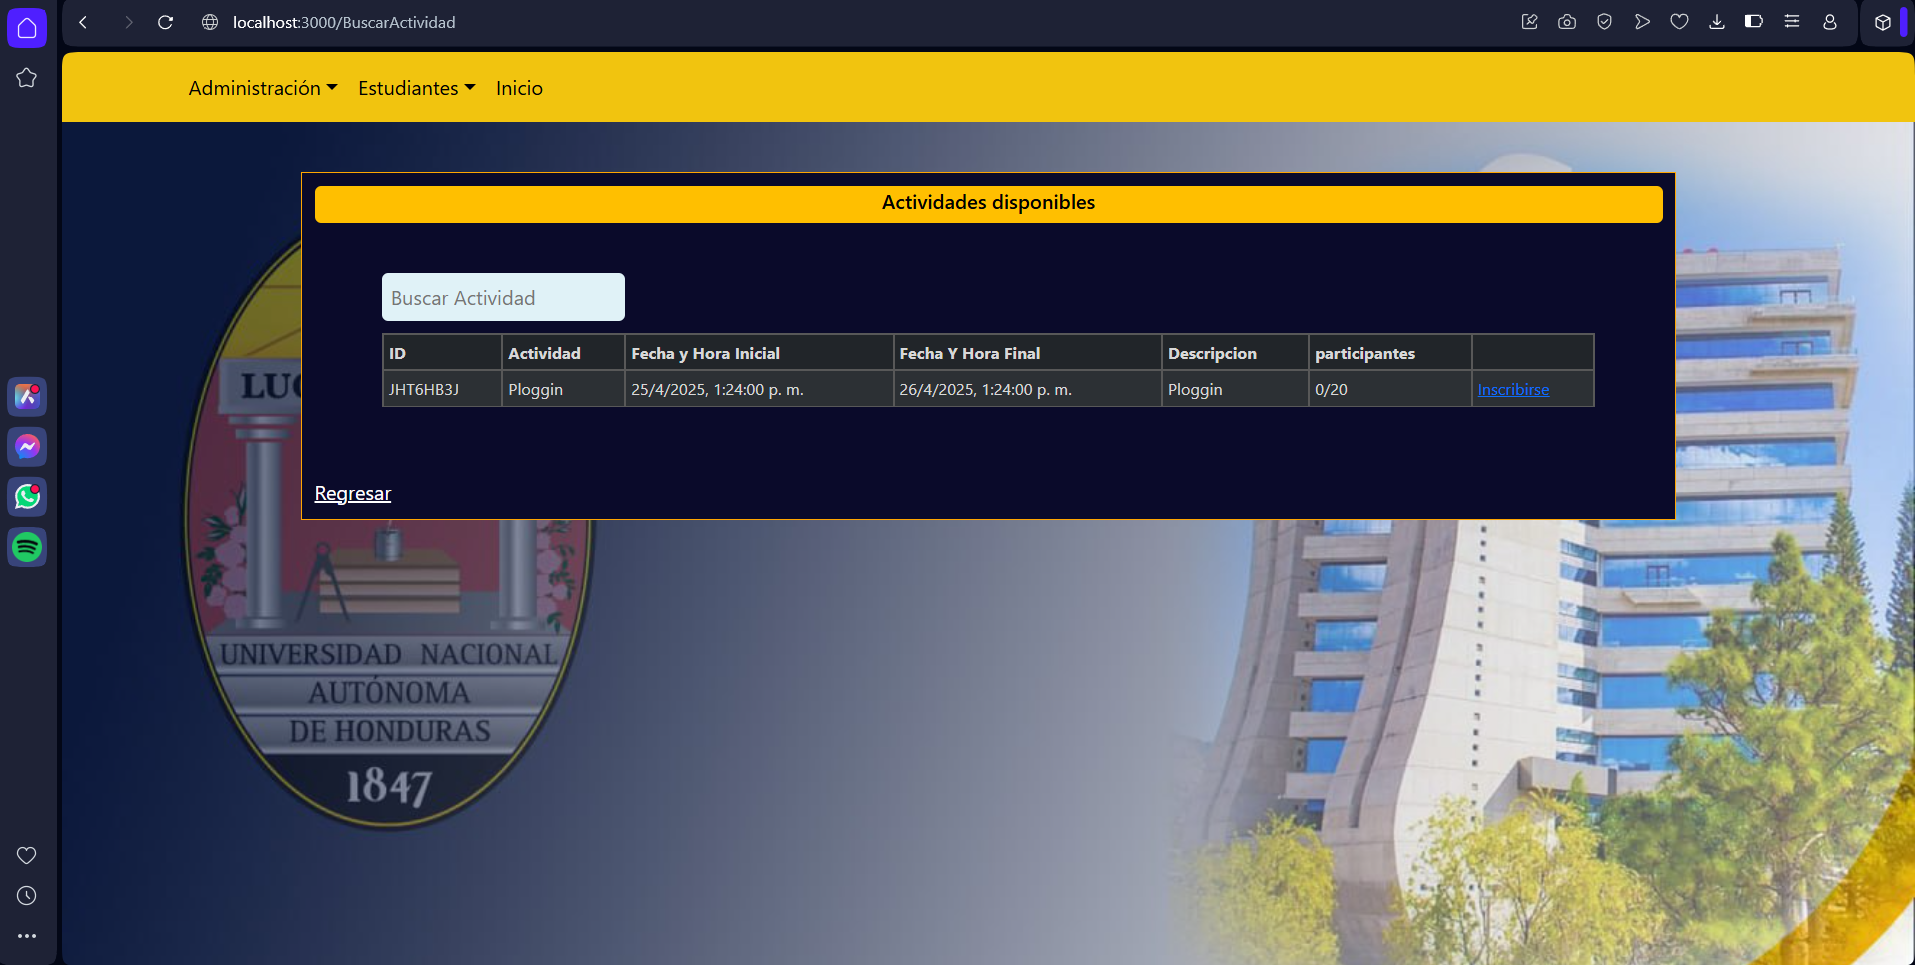 localhost:3000/BuscarActividad
Administración Estudiantes Inicio
Actividades disponibles
Buscar Actividad
ID Actividad Fecha y Hora Inicial Fecha Y Hora Final Descripcion participantes
JHT6HB3J Ploggin 25/4/2025, 1:24:00 p. m. 26/4/2025, 1:24:00 p. m. Ploggin 0/20 Inscribirse
Regresar
LUC
UNIVERSIDAD NACIONAL
AUTÓNOMA
DE HONDURAS
1847